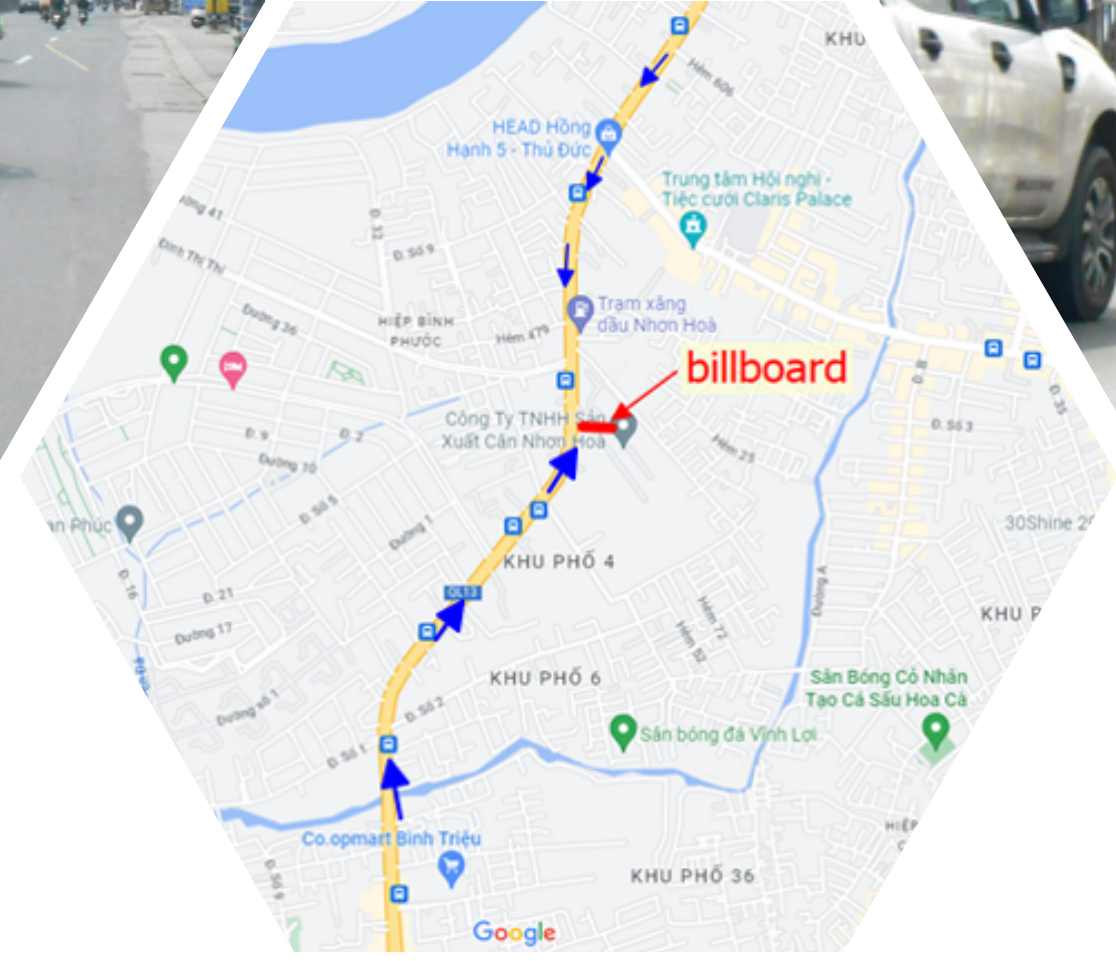 KHU
Hẻm 606
HEAD Hồng
Hạnh 5 - Thủ Đức
Trung tâm Hội nghị -
Tiệc cưới Claris Palace
Đ.32
Đ. Số 9
Đinh Thị Thi
Đường 36
HIỆP BÌNH
PHƯỚC
Hẻm 479
Trạm xăng
dầu Nhơn Hoà
billboard
Công Ty TNHH Sản
Xuất Cân Nhơn Hoà
Đ. 8
Đ. 35
Đ. Số 3
Đ. 9
Đ. 2
Đường 10
Hẻm 25
Đ. Số 5
Đường 1
Phúc
30Shine
KHU PHỐ 4
QL13
Đ. 16
Đ. 21
Đường 17
Đường A
Hẻm 72
Hẻm 52
KHU
KHU PHỐ 6
Sân Bóng Cỏ Nhân
Tạo Cá Sấu Hoa Cà
Đường số 1
Đ. Số 2
Sân bóng đá Vĩnh Lợi
Đ. Số 1
Co.opmart Bình Triệu
HIỆP
Đ. Số 9
KHU PHỐ 36
Google